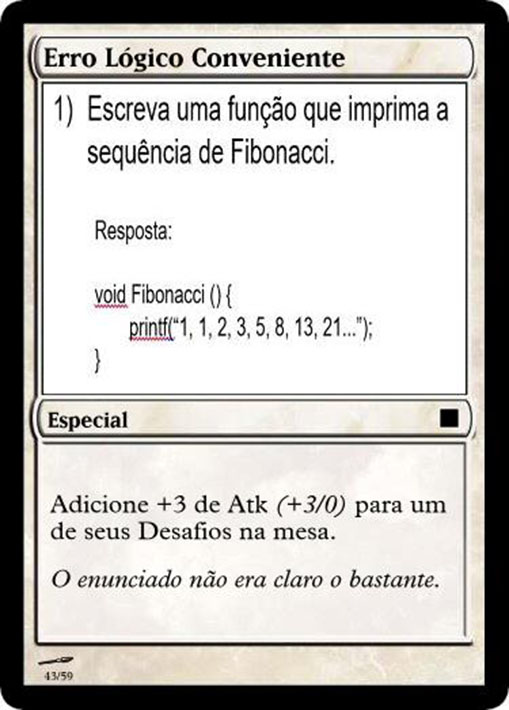 Erro Lógico Conveniente
1) Escreva uma função que imprima a
sequência de Fibonacci.
Resposta:
void Fibonacci () {
printf(“1, 1, 2, 3, 5, 8, 13, 21...”);
}
Especial
Adicione +3 de Atk (+3/0) para um
de seus Desafios na mesa.
O enunciado não era claro o bastante.
43/59